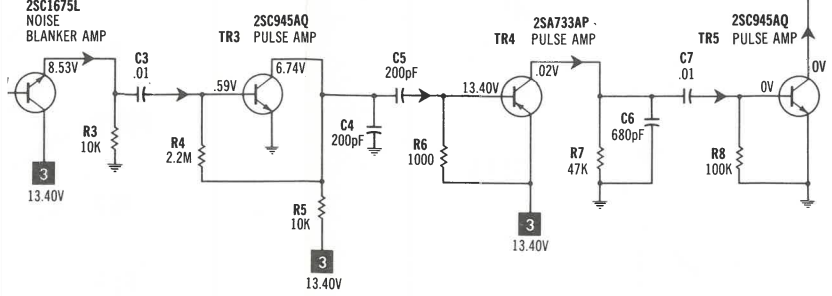 2SC1675L
NOISE
BLANKER AMP
8.53V
C3
.01
R3
10K
3
13.40V
TR3
2SC945AQ
PULSE AMP
.59V
6.74V
R4
2.2M
C4
200pF
R5
10K
3
13.40V
C5
200pF
TR4
2SA733AP
PULSE AMP
13.40V
.02V
R6
1000
3
13.40V
R7
47K
C6
680pF
C7
.01
TR5
2SC945AQ
PULSE AMP
0V
0V
R8
100K